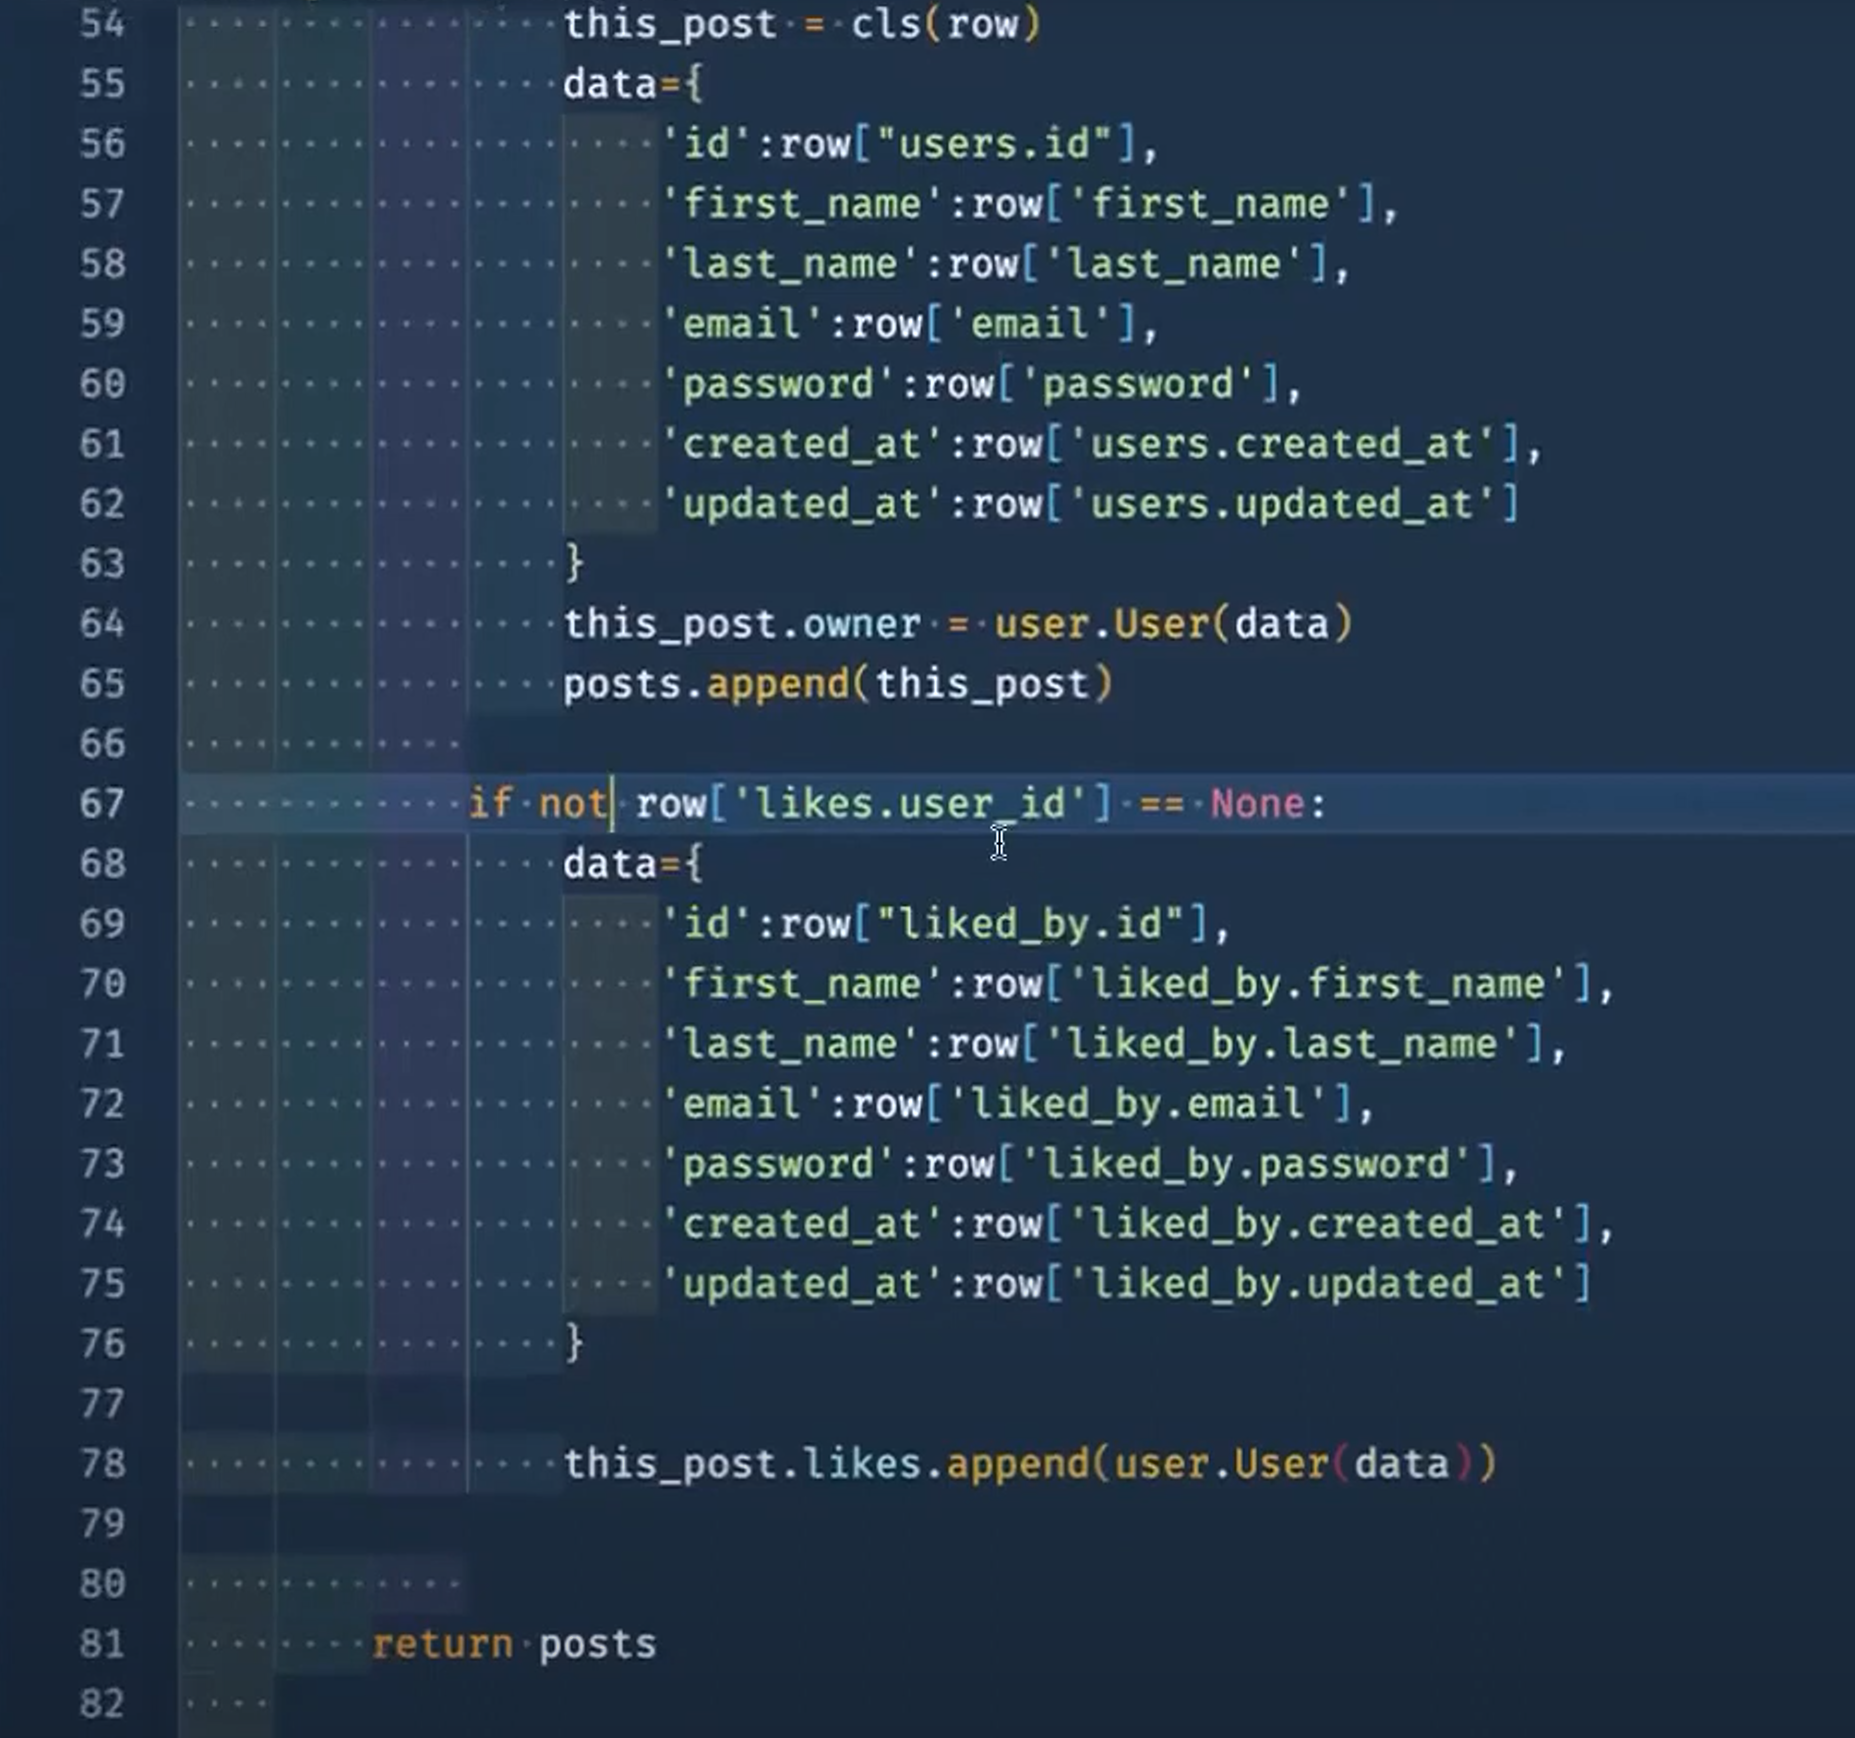 54 this_post = cls(row)
55 data={
56 'id':row["users.id"],
57 'first_name':row['first_name'],
58 'last_name':row['last_name'],
59 'email':row['email'],
60 'password':row['password'],
61 'created_at':row['users.created_at'],
62 'updated_at':row['users.updated_at']
63 }
64 this_post.owner = user.User(data)
65 posts.append(this_post)
66
67 if not row['likes.user_id'] == None:
68 data={
69 'id':row["liked_by.id"],
70 'first_name':row['liked_by.first_name'],
71 'last_name':row['liked_by.last_name'],
72 'email':row['liked_by.email'],
73 'password':row['liked_by.password'],
74 'created_at':row['liked_by.created_at'],
75 'updated_at':row['liked_by.updated_at']
76 }
77
78 this_post.likes.append(user.User(data))
79
80
81 return posts
82